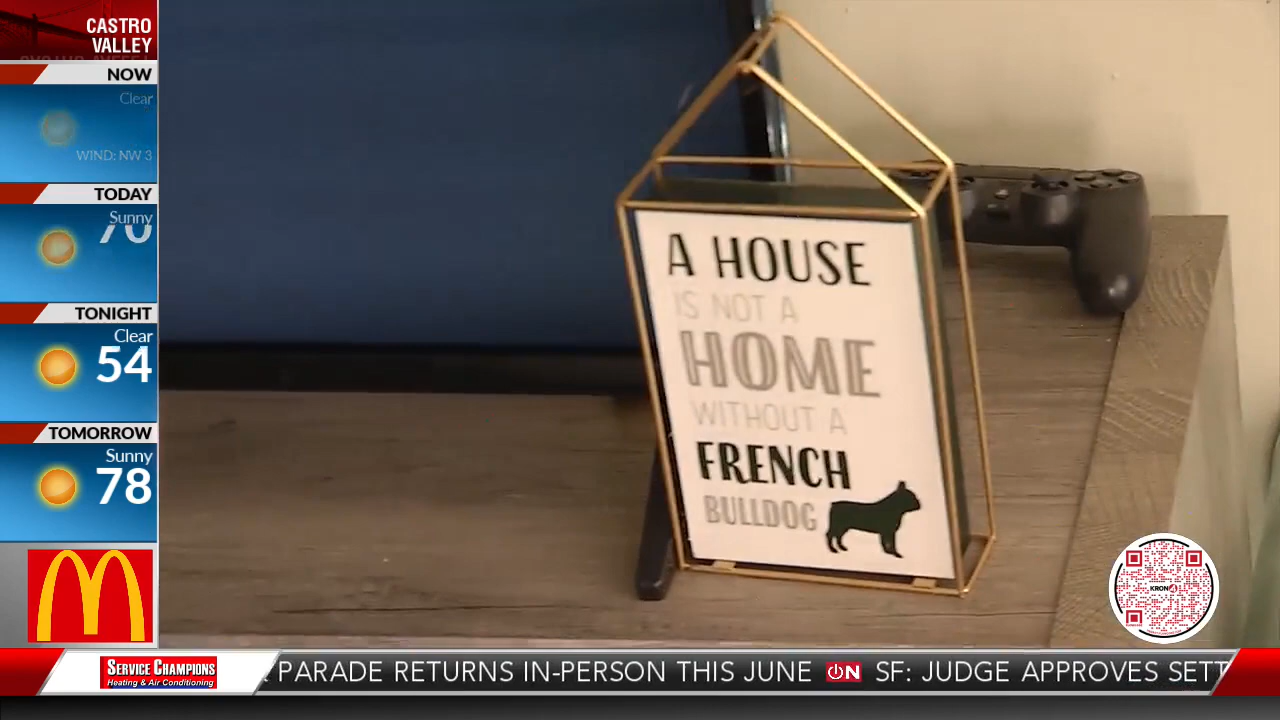 CASTRO
VALLEY
NOW
Clear
WIND: NW 3
TODAY
Sunny
70
TONIGHT
Clear
54
TOMORROW
Sunny
78
A HOUSE
IS NOT A
HOME
WITHOUT A
FRENCH
BULLDOG
KRON4
SERVICE CHAMPIONS
Heating & Air Conditioning
PARADE RETURNS IN-PERSON THIS JUNE ON SF: JUDGE APPROVES SETT